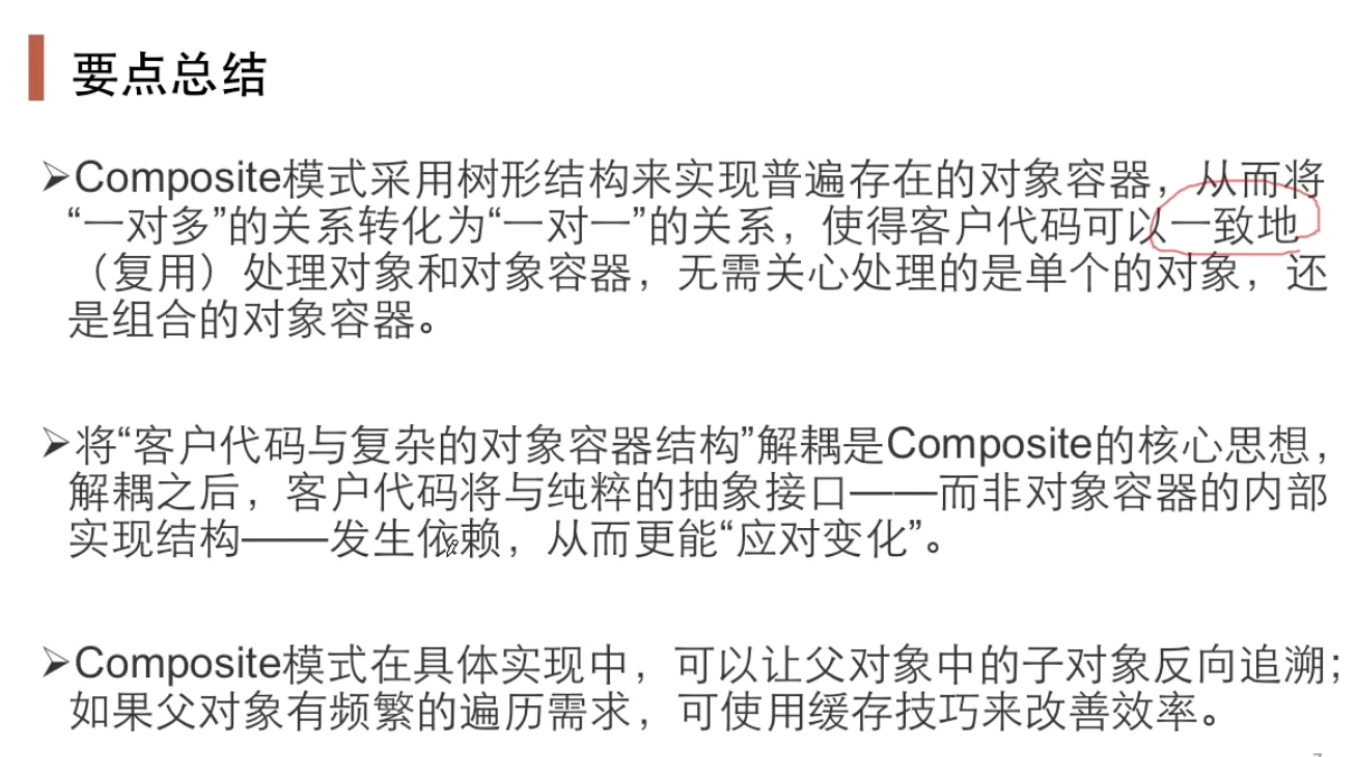 要点总结
➢Composite模式采用树形结构来实现普遍存在的对象容器，从而将
“一对多”的关系转化为“一对一”的关系，使得客户代码可以一致地
（复用）处理对象和对象容器，无需关心处理的是单个的对象，还
是组合的对象容器。
➢将“客户代码与复杂的对象容器结构”解耦是Composite的核心思想，
解耦之后，客户代码将与纯粹的抽象接口——而非对象容器的内部
实现结构——发生依赖，从而更能“应对变化”。
➢Composite模式在具体实现中，可以让父对象中的子对象反向追溯；
如果父对象有频繁的遍历需求，可使用缓存技巧来改善效率。